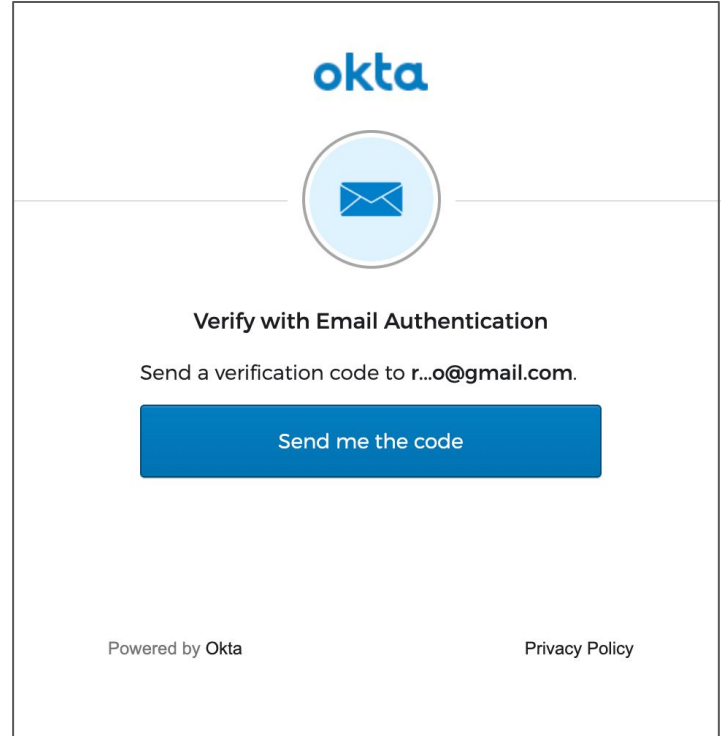 okta
Verify with Email Authentication
Send a verification code to r...o@gmail.com.
Send me the code
Powered by Okta
Privacy Policy